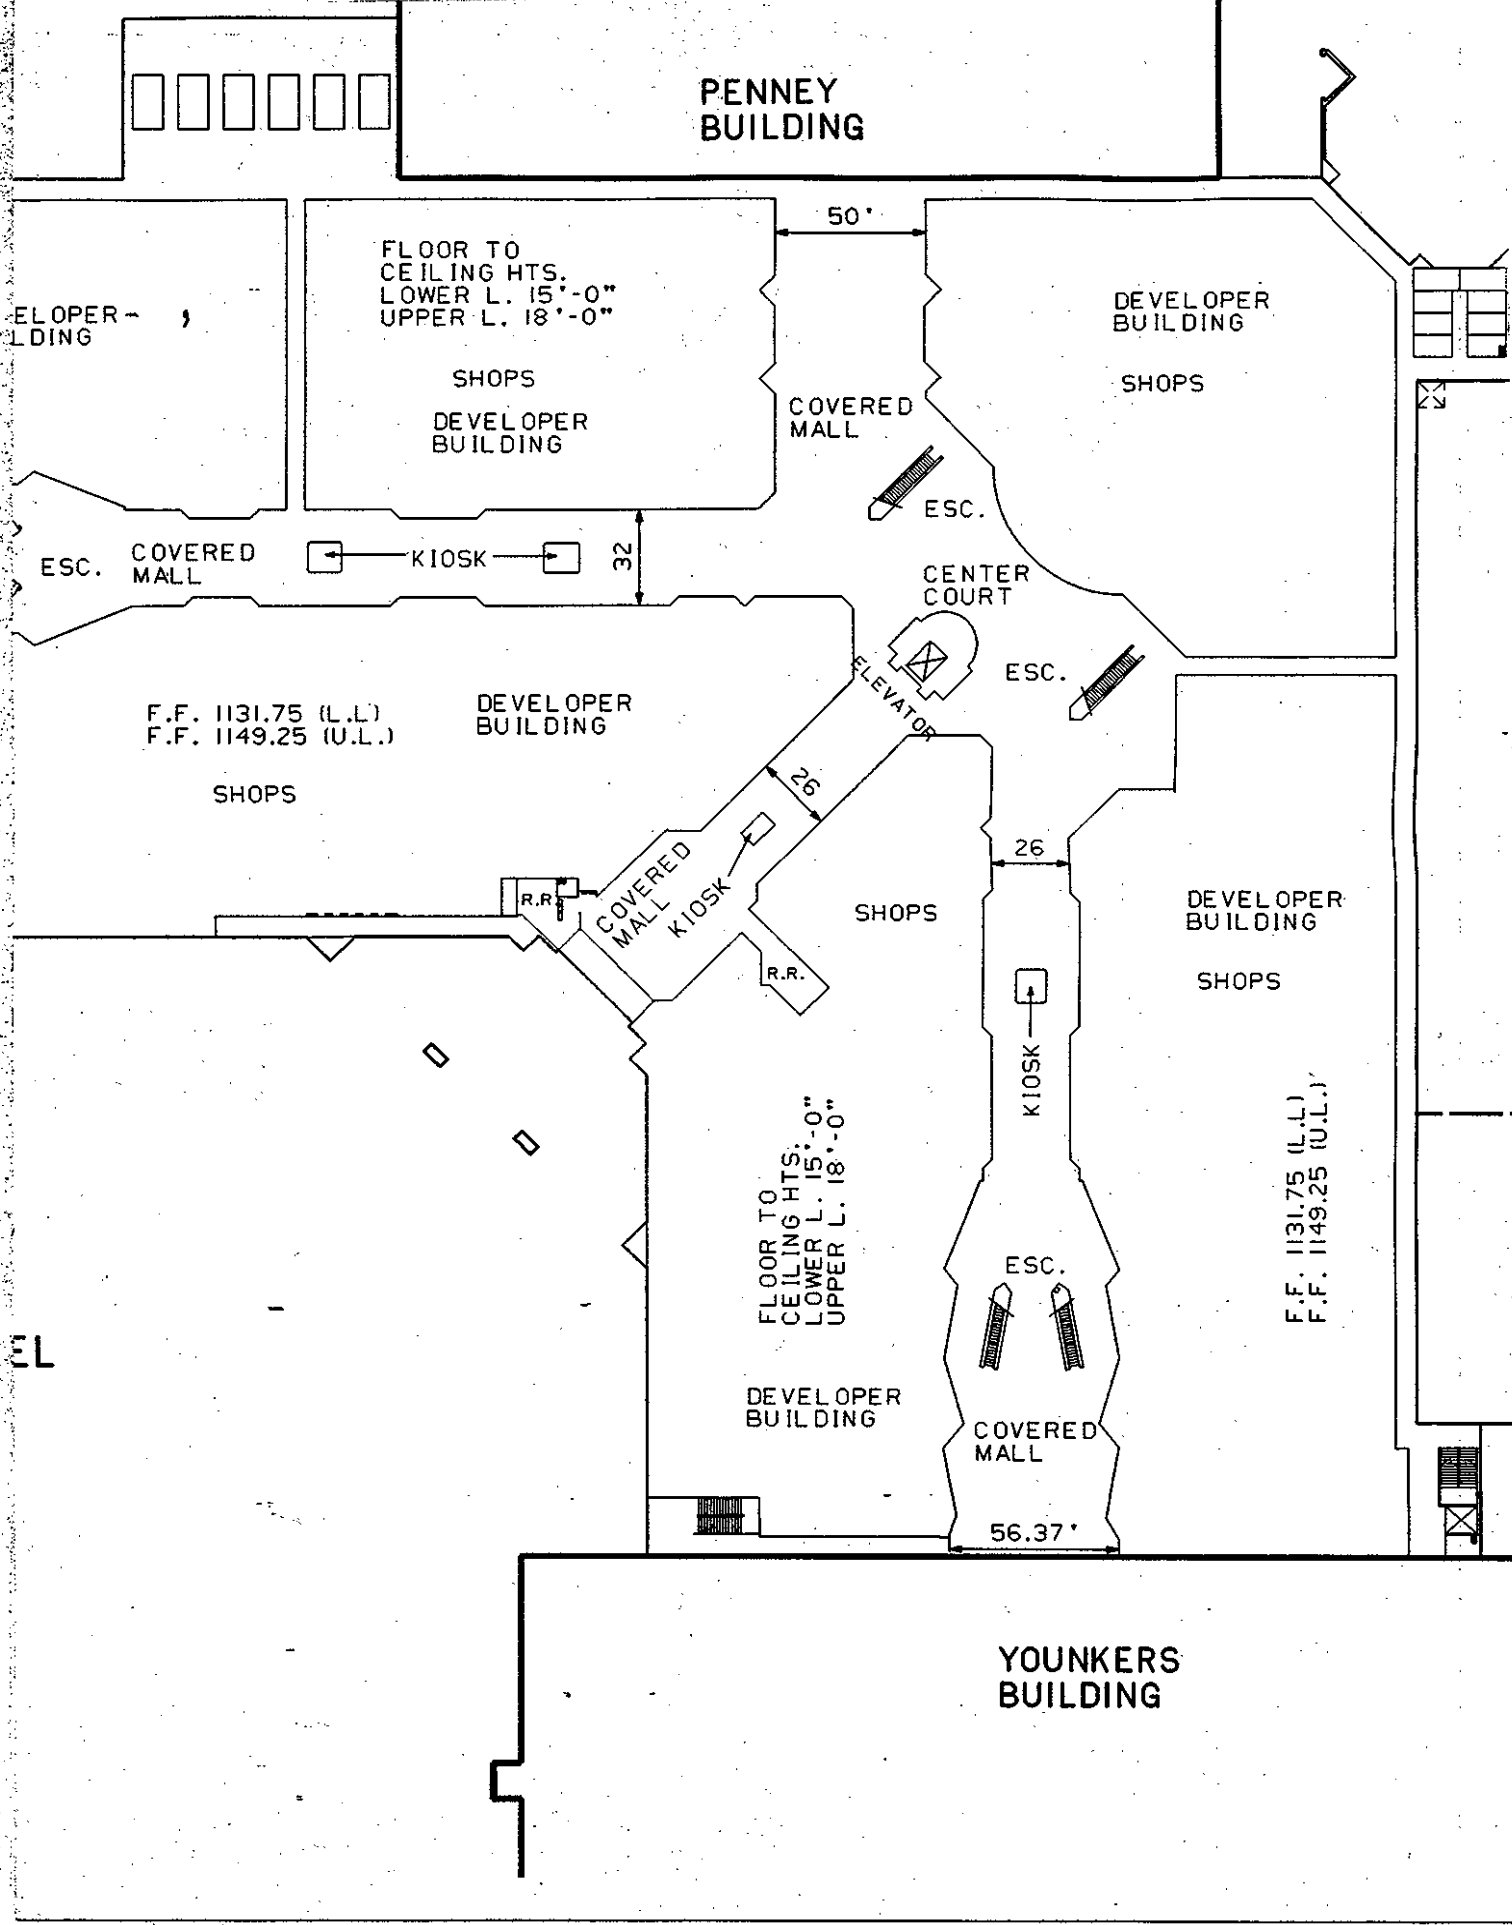 PENNEY
BUILDING
50'
FLOOR TO
CEILING HTS.
LOWER L. 15'-0"
UPPER L. 18'-0"
ELOPER-
LDING
DEVELOPER
BUILDING
SHOPS
SHOPS
DEVELOPER
BUILDING
COVERED
MALL
ESC.
COVERED
MALL
ESC.
KIOSK
32
CENTER
COURT
ESC.
ELEVATOR
F.F. 1131.75 (L.L)
F.F. 1149.25 (U.L.)
DEVELOPER
BUILDING
SHOPS
26
26
COVERED
MALL
KIOSK
R.R.
SHOPS
DEVELOPER
BUILDING
R.R.
SHOPS
KIOSK
FLOOR TO
CEILING HTS.
LOWER L. 15'-0"
UPPER L. 18'-0"
F.F. 1131.75 (L.L)
F.F. 1149.25 (U.L.)
ESC.
EL
DEVELOPER
BUILDING
COVERED
MALL
56.37'
YOUNKERS
BUILDING